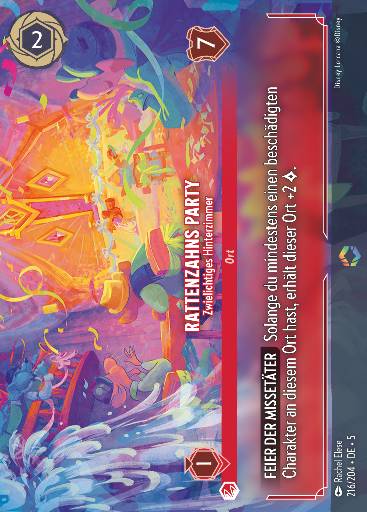 2
7
RATTENZAHNS PARTY
Zwielichtiges Hinterzimmer
1
Ort
FEIER DER MISSETÄTER Solange du mindestens einen beschädigten
Charakter an diesem Ort hast, erhält dieser Ort +2 .
Rachel Elese
216/204 • DE • 5